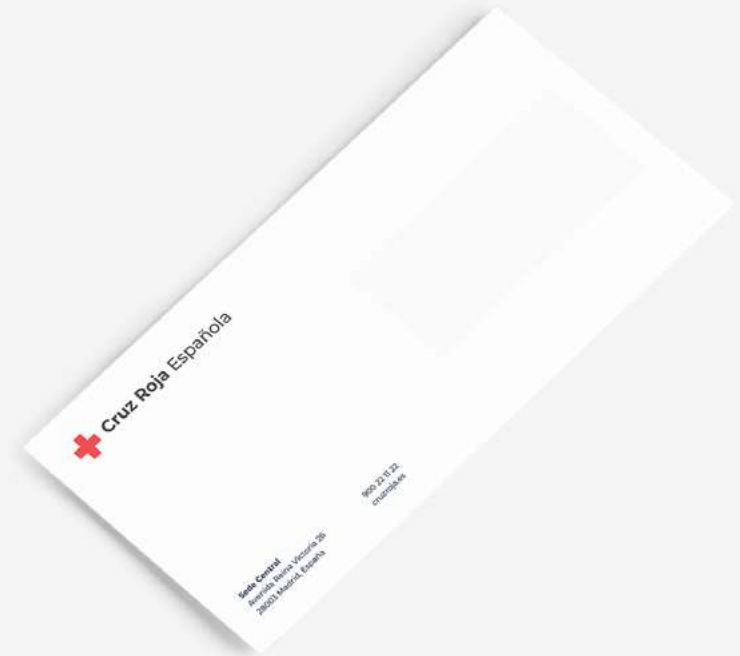 Cruz Roja Española
Sede Central
Avenida Reina Victoria 26
28003 Madrid, España
900 22 11 22
cruzroja.es